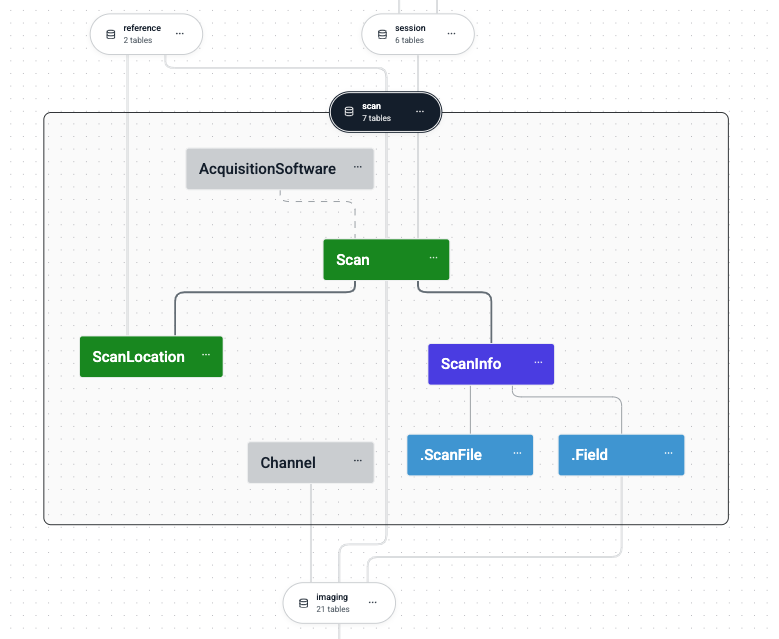 reference
2 tables
session
6 tables
scan
7 tables
AcquisitionSoftware
Scan
ScanLocation
ScanInfo
.ScanFile
.Field
Channel
imaging
21 tables